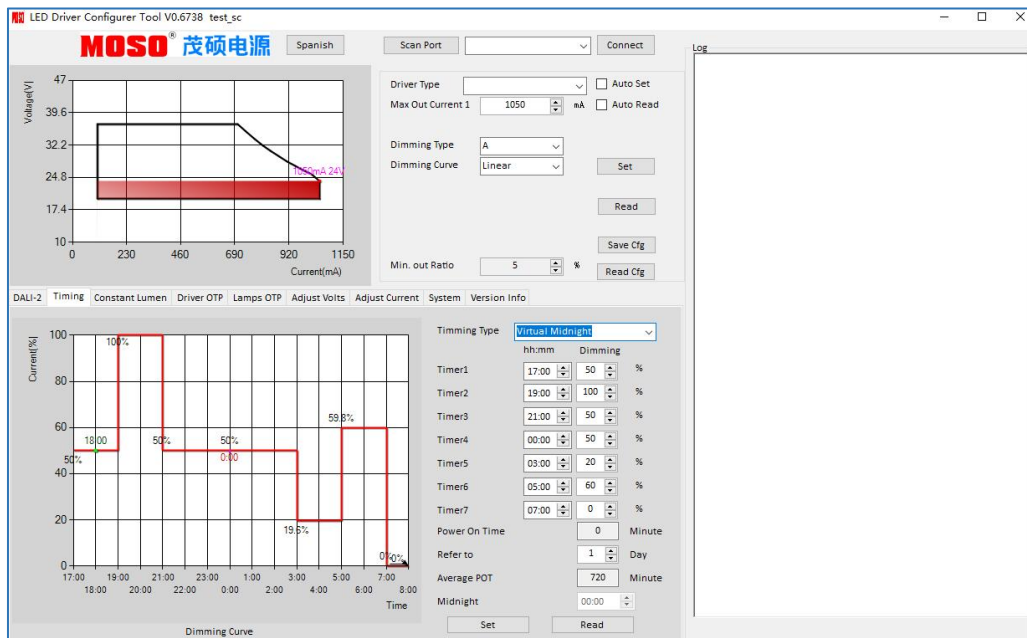 LED Driver Configurer Tool V0.6738 test_sc
MOSO® 茂硕电源
Spanish
Scan Port
Connect
Log
Voltage[V]
47
39.6
32.2
24.8
17.4
10
1050mA 24V
0 230 460 690 920 1150
Current(mA)
Driver Type
Auto Set
Max Out Current 1 1050 mA
Auto Read
Dimming Type A
Dimming Curve Linear
Set
Read
Save Cfg
Min. out Ratio 5 %
Read Cfg
DALI-2 Timing Constant Lumen Driver OTP Lamps OTP Adjust Volts Adjust Current System Version Info
Current[%]
100
80
60
40
20
0
100%
59.8%
18:00
50%
50%
50%
0:00
19.6%
0%
0%
17:00 19:00 21:00 23:00 1:00 3:00 5:00 7:00
18:00 20:00 22:00 0:00 2:00 4:00 6:00 8:00
Time
Dimming Curve
Timming Type Virtual Midnight
hh:mm Dimming
Timer1 17:00 50 %
Timer2 19:00 100 %
Timer3 21:00 50 %
Timer4 00:00 50 %
Timer5 03:00 20 %
Timer6 05:00 60 %
Timer7 07:00 0 %
Power On Time 0 Minute
Refer to 1 Day
Average POT 720 Minute
Midnight 00:00
Set Read